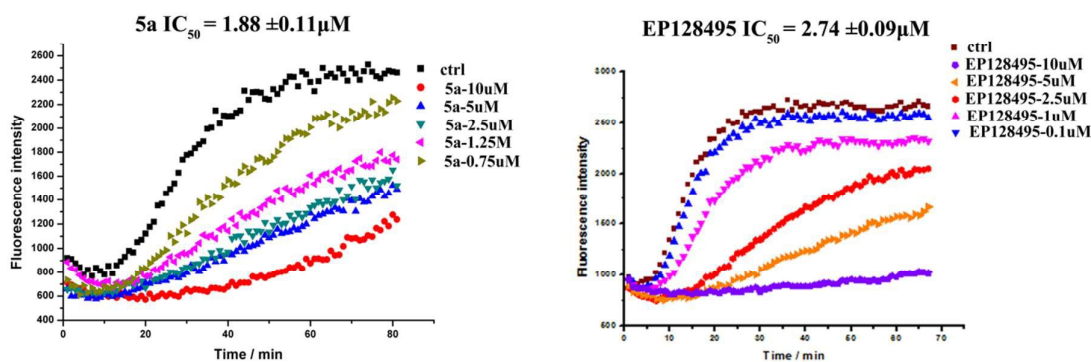 5a IC50 = 1.88 ±0.11μM
2600
2400
2200
2000
1800
1600
1400
1200
1000
800
600
400
0
20
40
60
80
Fluorescence intensity
Time / min
ctrl
5a-10uM
5a-5uM
5a-2.5uM
5a-1.25M
5a-0.75uM
EP128495 IC50 = 2.74 ±0.09μM
3000
2500
2000
1500
1000
500
0
10
20
30
40
50
60
70
Fluorescence intensity
Time / min
ctrl
EP128495-10uM
EP128495-5uM
EP128495-2.5uM
EP128495-1uM
EP128495-0.1uM